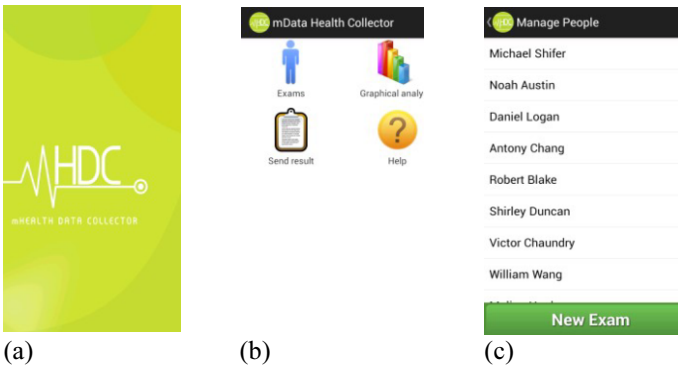 HDC
mHEALTH DATA COLLECTOR
(a)
mData Health Collector
Exams
Graphical analy
Send result
Help
(b)
Manage People
Michael Shifer
Noah Austin
Daniel Logan
Antony Chang
Robert Blake
Shirley Duncan
Victor Chaundry
William Wang
New Exam
(c)